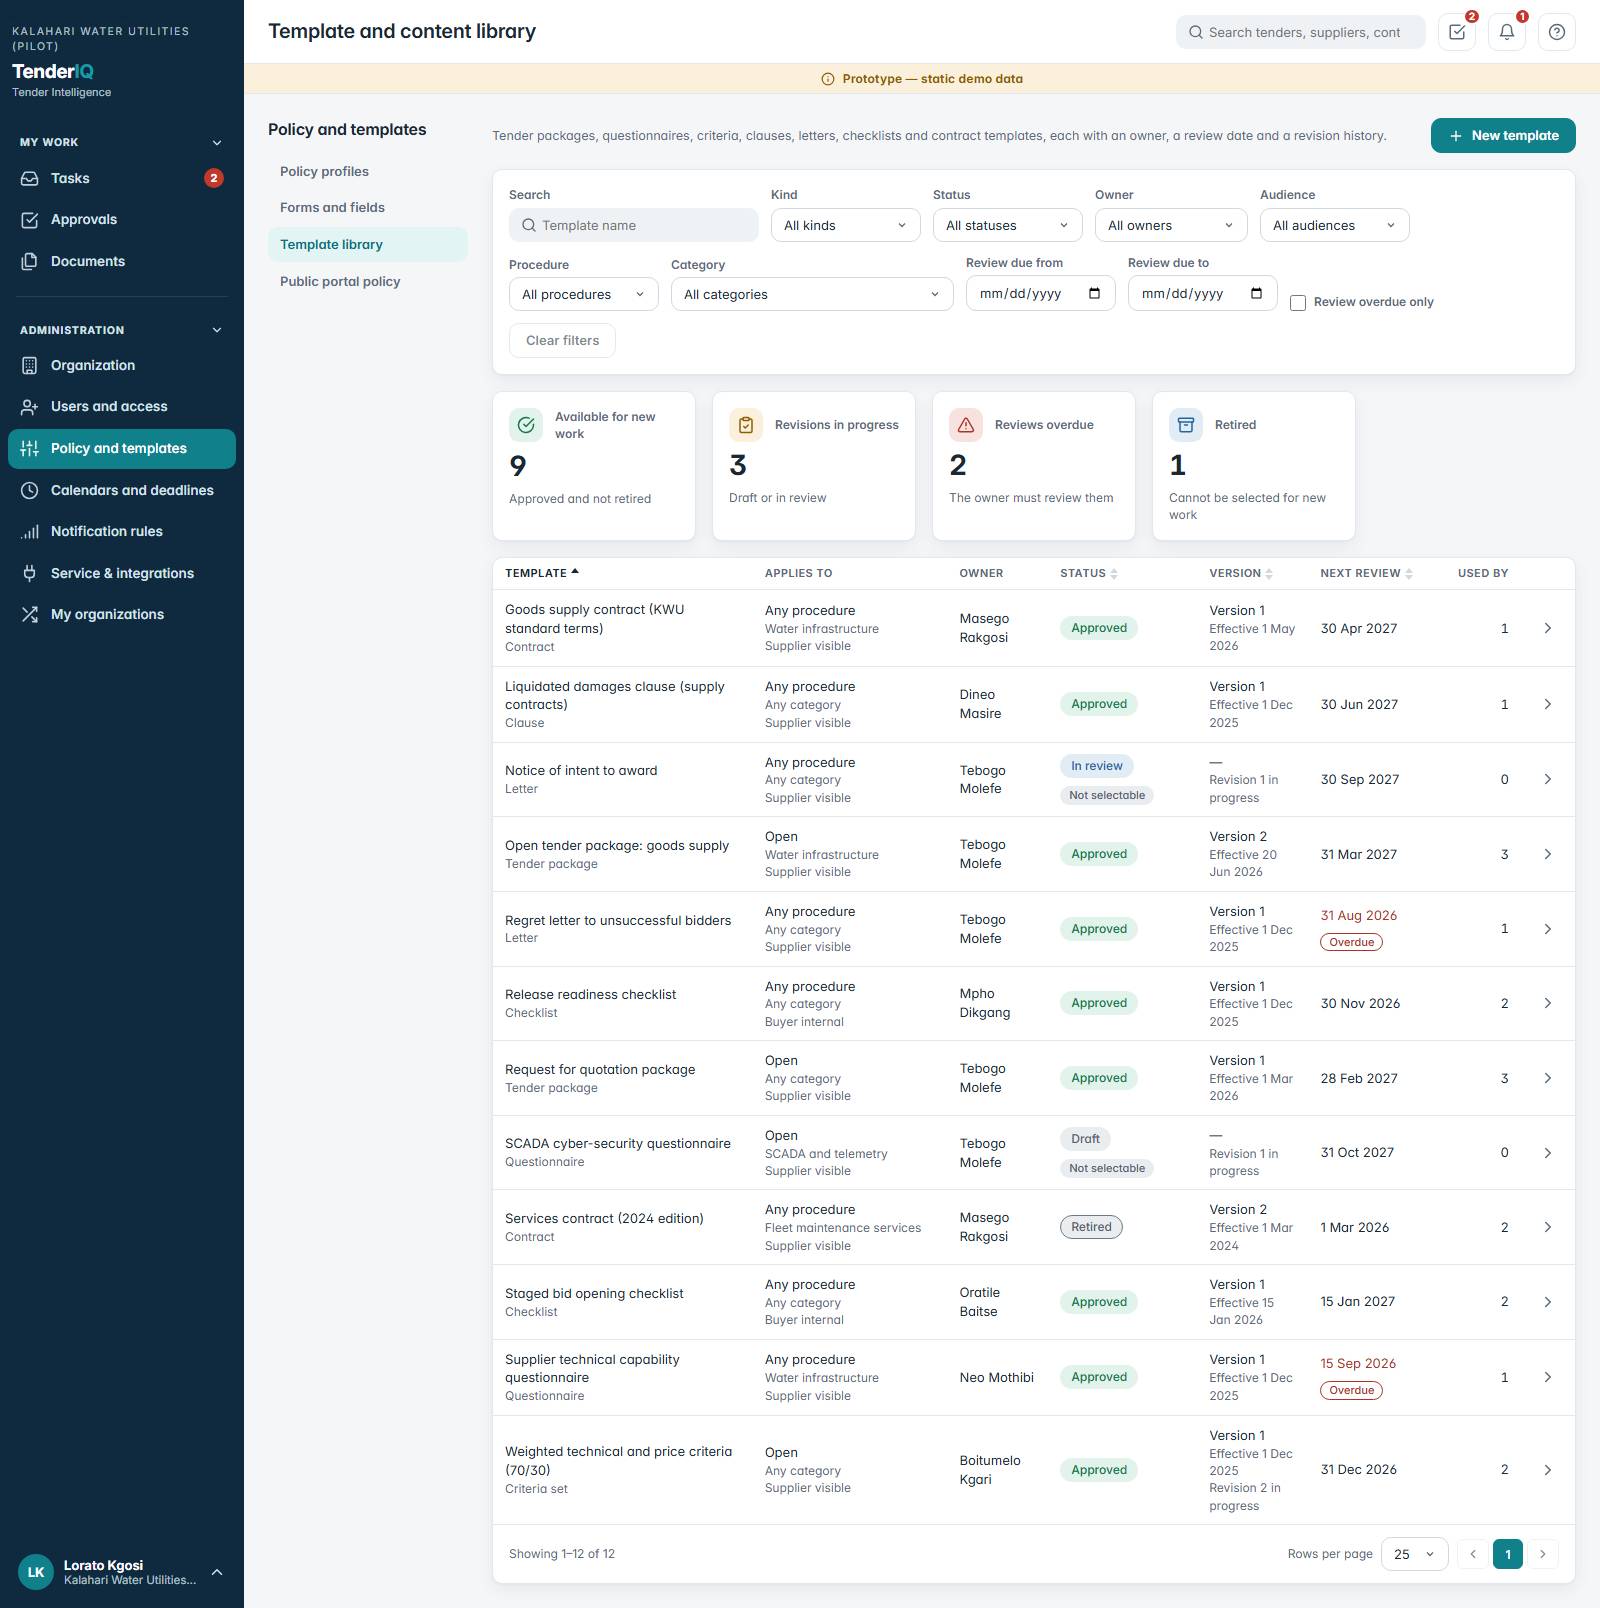 KALAHARI WATER UTILITIES
(PILOT)
TenderIQ
Tender Intelligence
MY WORK
Tasks
2
Approvals
Documents
ADMINISTRATION
Organization
Users and access
Policy and templates
Calendars and deadlines
Notification rules
Service & integrations
My organizations
LK
Lorato Kgosi
Kalahari Water Utilities...
Template and content library
Search tenders, suppliers, cont
2
1
Prototype — static demo data
Policy and templates
Policy profiles
Forms and fields
Template library
Public portal policy
Tender packages, questionnaires, criteria, clauses, letters, checklists and contract templates, each with an owner, a review date and a revision history.
New template
Search
Kind
Status
Owner
Audience
Template name
All kinds
All statuses
All owners
All audiences
Procedure
Category
Review due from
Review due to
All procedures
All categories
mm/dd/yyyy
mm/dd/yyyy
Review overdue only
Clear filters
Available for new
work
9
Approved and not retired
Revisions in progress
3
Draft or in review
Reviews overdue
2
The owner must review them
Retired
1
Cannot be selected for new
work
TEMPLATE
APPLIES TO
OWNER
STATUS
VERSION
NEXT REVIEW
USED BY
Goods supply contract (KWU
standard terms)
Contract
Any procedure
Water infrastructure
Supplier visible
Masego
Rakgosi
Approved
Version 1
Effective 1 May
2026
30 Apr 2027
1
Liquidated damages clause (supply
contracts)
Clause
Any procedure
Any category
Supplier visible
Dineo
Masire
Approved
Version 1
Effective 1 Dec
2025
30 Jun 2027
1
Notice of intent to award
Letter
Any procedure
Any category
Supplier visible
Tebogo
Molefe
In review
Not selectable
—
Revision 1 in
progress
30 Sep 2027
0
Open tender package: goods supply
Tender package
Open
Water infrastructure
Supplier visible
Tebogo
Molefe
Approved
Version 2
Effective 20
Jun 2026
31 Mar 2027
3
Regret letter to unsuccessful bidders
Letter
Any procedure
Any category
Supplier visible
Tebogo
Molefe
Approved
Version 1
Effective 1 Dec
2025
31 Aug 2026
Overdue
1
Release readiness checklist
Checklist
Any procedure
Any category
Buyer internal
Mpho
Dikgang
Approved
Version 1
Effective 1 Dec
2025
30 Nov 2026
2
Request for quotation package
Tender package
Open
Any category
Supplier visible
Tebogo
Molefe
Approved
Version 1
Effective 1 Mar
2026
28 Feb 2027
3
SCADA cyber-security questionnaire
Questionnaire
Open
SCADA and telemetry
Supplier visible
Tebogo
Molefe
Draft
Not selectable
—
Revision 1 in
progress
31 Oct 2027
0
Services contract (2024 edition)
Contract
Any procedure
Fleet maintenance services
Supplier visible
Masego
Rakgosi
Retired
Version 2
Effective 1 Mar
2024
1 Mar 2026
2
Staged bid opening checklist
Checklist
Any procedure
Any category
Buyer internal
Oratile
Baitse
Approved
Version 1
Effective 15
Jan 2026
15 Jan 2027
2
Supplier technical capability
questionnaire
Questionnaire
Any procedure
Water infrastructure
Supplier visible
Neo Mothibi
Approved
Version 1
Effective 1 Dec
2025
15 Sep 2026
Overdue
1
Weighted technical and price criteria
(70/30)
Criteria set
Open
Any category
Supplier visible
Boitumelo
Kgari
Approved
Version 1
Effective 1 Dec
2025
Revision 2 in
progress
31 Dec 2026
2
Showing 1–12 of 12
Rows per page
25
1